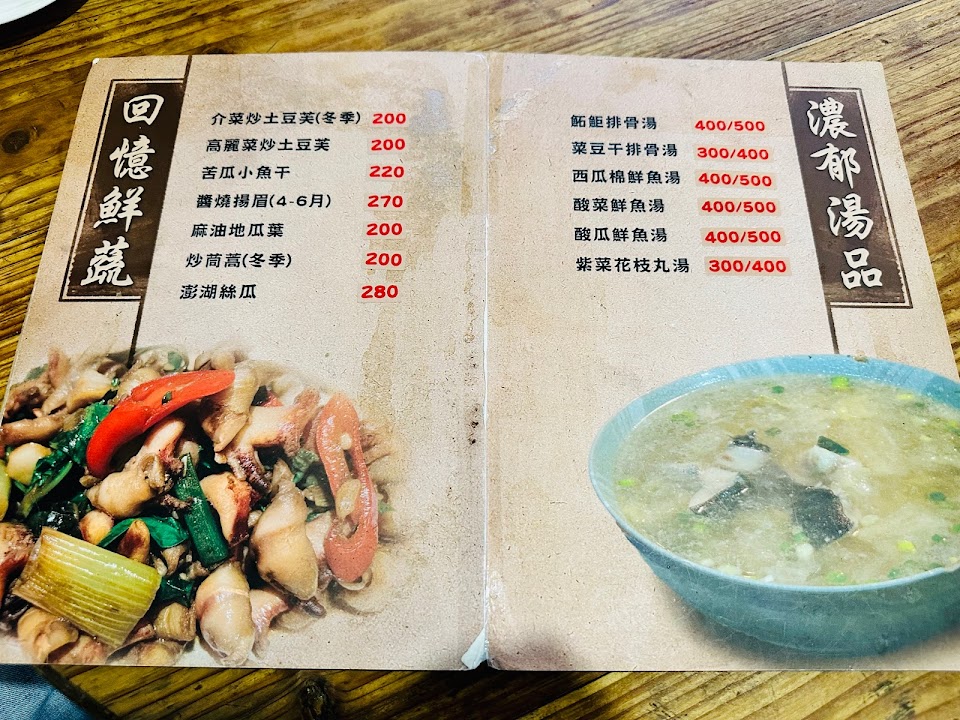 回憶鮮蔬
介菜炒土豆芙(冬季) 200
高麗菜炒土豆芙 200
苦瓜小魚干 220
醬燒揚眉(4-6月) 270
麻油地瓜葉 200
炒茼蒿(冬季) 200
澎湖絲瓜 280
濃郁湯品
魠鮔排骨湯 400/500
菜豆干排骨湯 300/400
西瓜棉鮮魚湯 400/500
酸菜鮮魚湯 400/500
酸瓜鮮魚湯 400/500
紫菜花枝丸湯 300/400